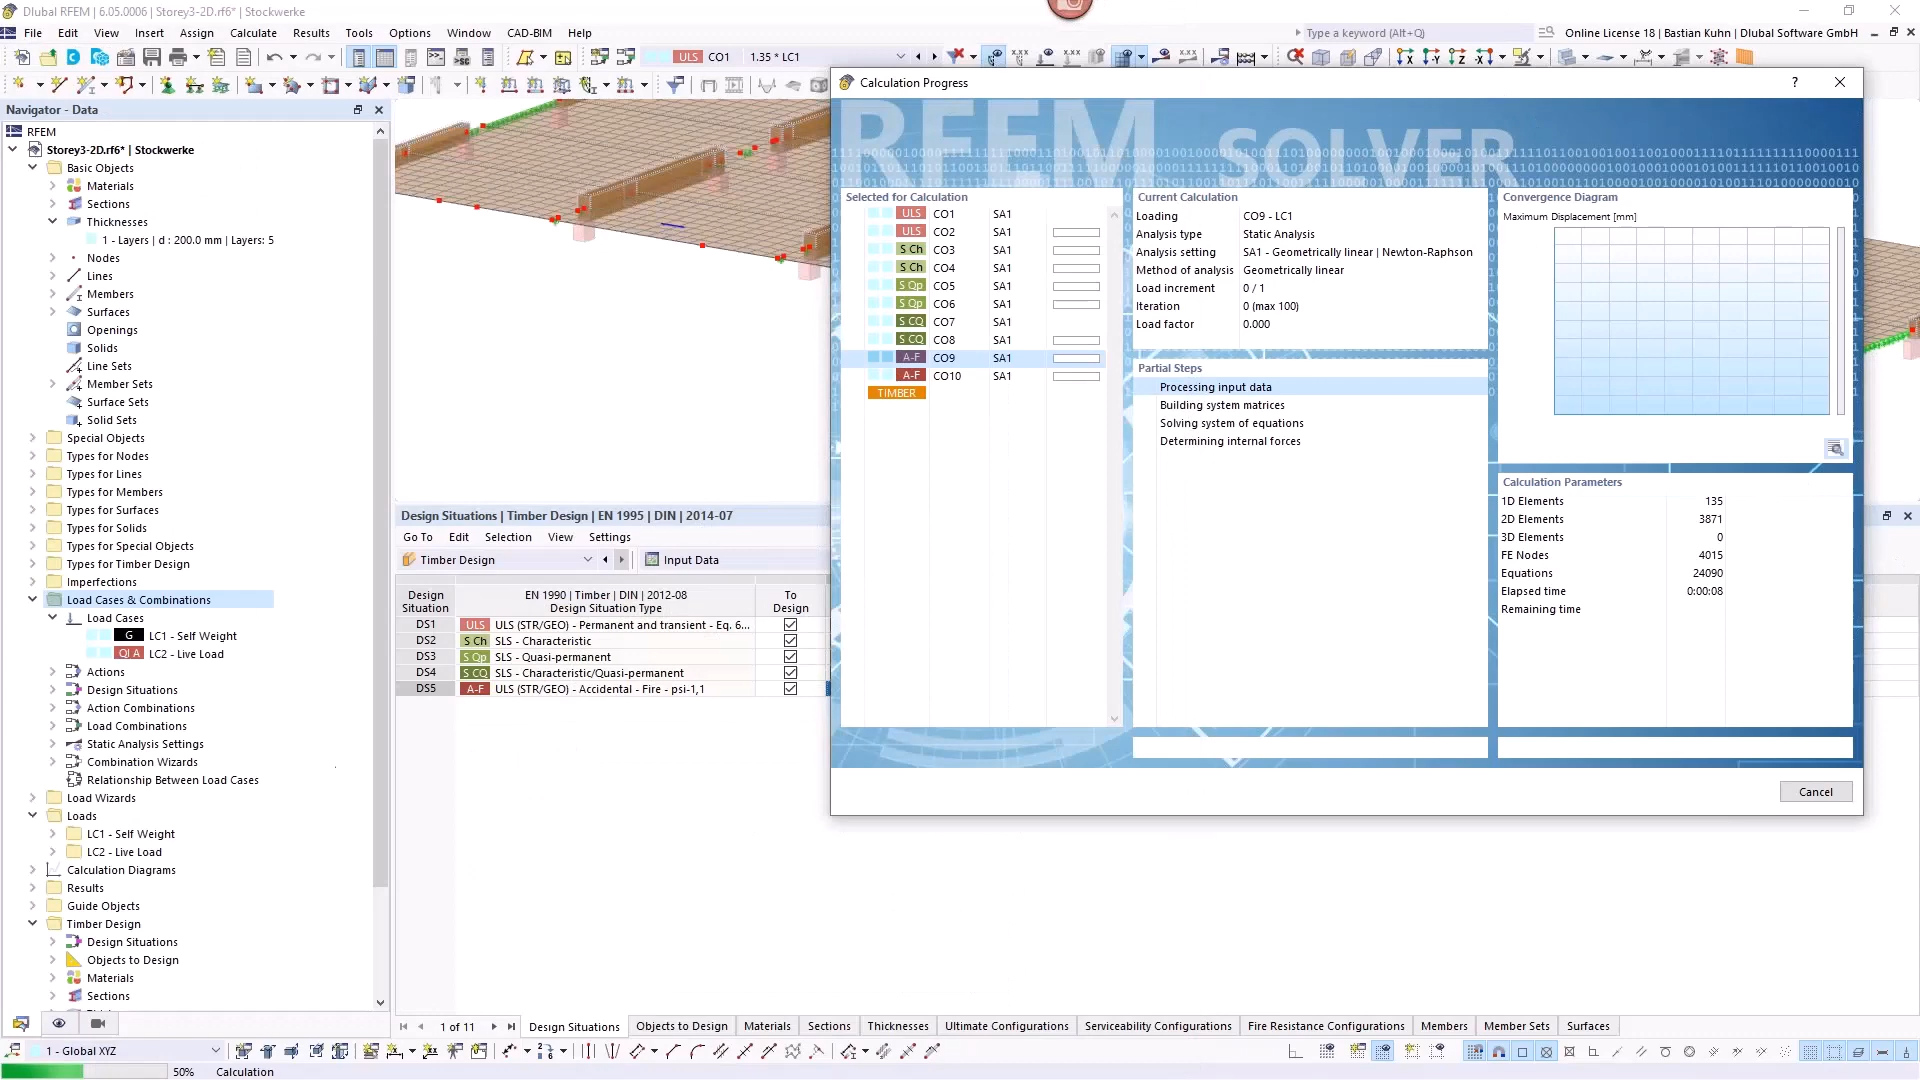 Dlubal RFEM | 6.05.0006 | Storey3-2D.rf6* | Stockwerke
File Edit View Insert Assign Calculate Results Tools Options Window CAD-BIM Help
Type a keyword (Alt+Q)
Online License 18 | Bastian Kuhn | Dlubal Software GmbH
ULS CO1 1.35 * LC1
Navigator - Data
RFEM
Storey3-2D.rf6* | Stockwerke
Basic Objects
Materials
Sections
Thicknesses
1 - Layers | d : 200.0 mm | Layers: 5
Nodes
Lines
Members
Surfaces
Openings
Solids
Line Sets
Member Sets
Surface Sets
Solid Sets
Special Objects
Types for Nodes
Types for Lines
Types for Members
Types for Surfaces
Types for Solids
Types for Special Objects
Types for Timber Design
Imperfections
Load Cases & Combinations
Load Cases
G LC1 - Self Weight
QI A LC2 - Live Load
Actions
Design Situations
Action Combinations
Load Combinations
Static Analysis Settings
Combination Wizards
Relationship Between Load Cases
Load Wizards
Loads
LC1 - Self Weight
LC2 - Live Load
Calculation Diagrams
Results
Guide Objects
Timber Design
Design Situations
Objects to Design
Materials
Sections
1 - Global XYZ
50% Calculation
Design Situations | Timber Design | EN 1995 | DIN | 2014-07
Go To Edit Selection View Settings
Timber Design
Input Data
Design Situation
EN 1990 | Timber | DIN | 2012-08
Design Situation Type
To Design
DS1 ULS ULS (STR/GEO) - Permanent and transient - Eq. 6...
DS2 S Ch SLS - Characteristic
DS3 S Qp SLS - Quasi-permanent
DS4 S CQ SLS - Characteristic/Quasi-permanent
DS5 A-F ULS (STR/GEO) - Accidental - Fire - psi-1,1
1 of 11
Design Situations Objects to Design Materials Sections Thicknesses Ultimate Configurations Serviceability Configurations Fire Resistance Configurations Members Member Sets Surfaces
Calculation Progress
RFEM SOLVER
Selected for Calculation
ULS CO1 SA1
ULS CO2 SA1
S Ch CO3 SA1
S Ch CO4 SA1
S Qp CO5 SA1
S Qp CO6 SA1
S CQ CO7 SA1
S CQ CO8 SA1
A-F CO9 SA1
A-F CO10 SA1
TIMBER
Current Calculation
Loading CO9 - LC1
Analysis type Static Analysis
Analysis setting SA1 - Geometrically linear | Newton-Raphson
Method of analysis Geometrically linear
Load increment 0 / 1
Iteration 0 (max 100)
Load factor 0.000
Partial Steps
Processing input data
Building system matrices
Solving system of equations
Determining internal forces
Convergence Diagram
Maximum Displacement [mm]
Calculation Parameters
1D Elements 135
2D Elements 3871
3D Elements 0
FE Nodes 4015
Equations 24090
Elapsed time 0:00:08
Remaining time
Cancel